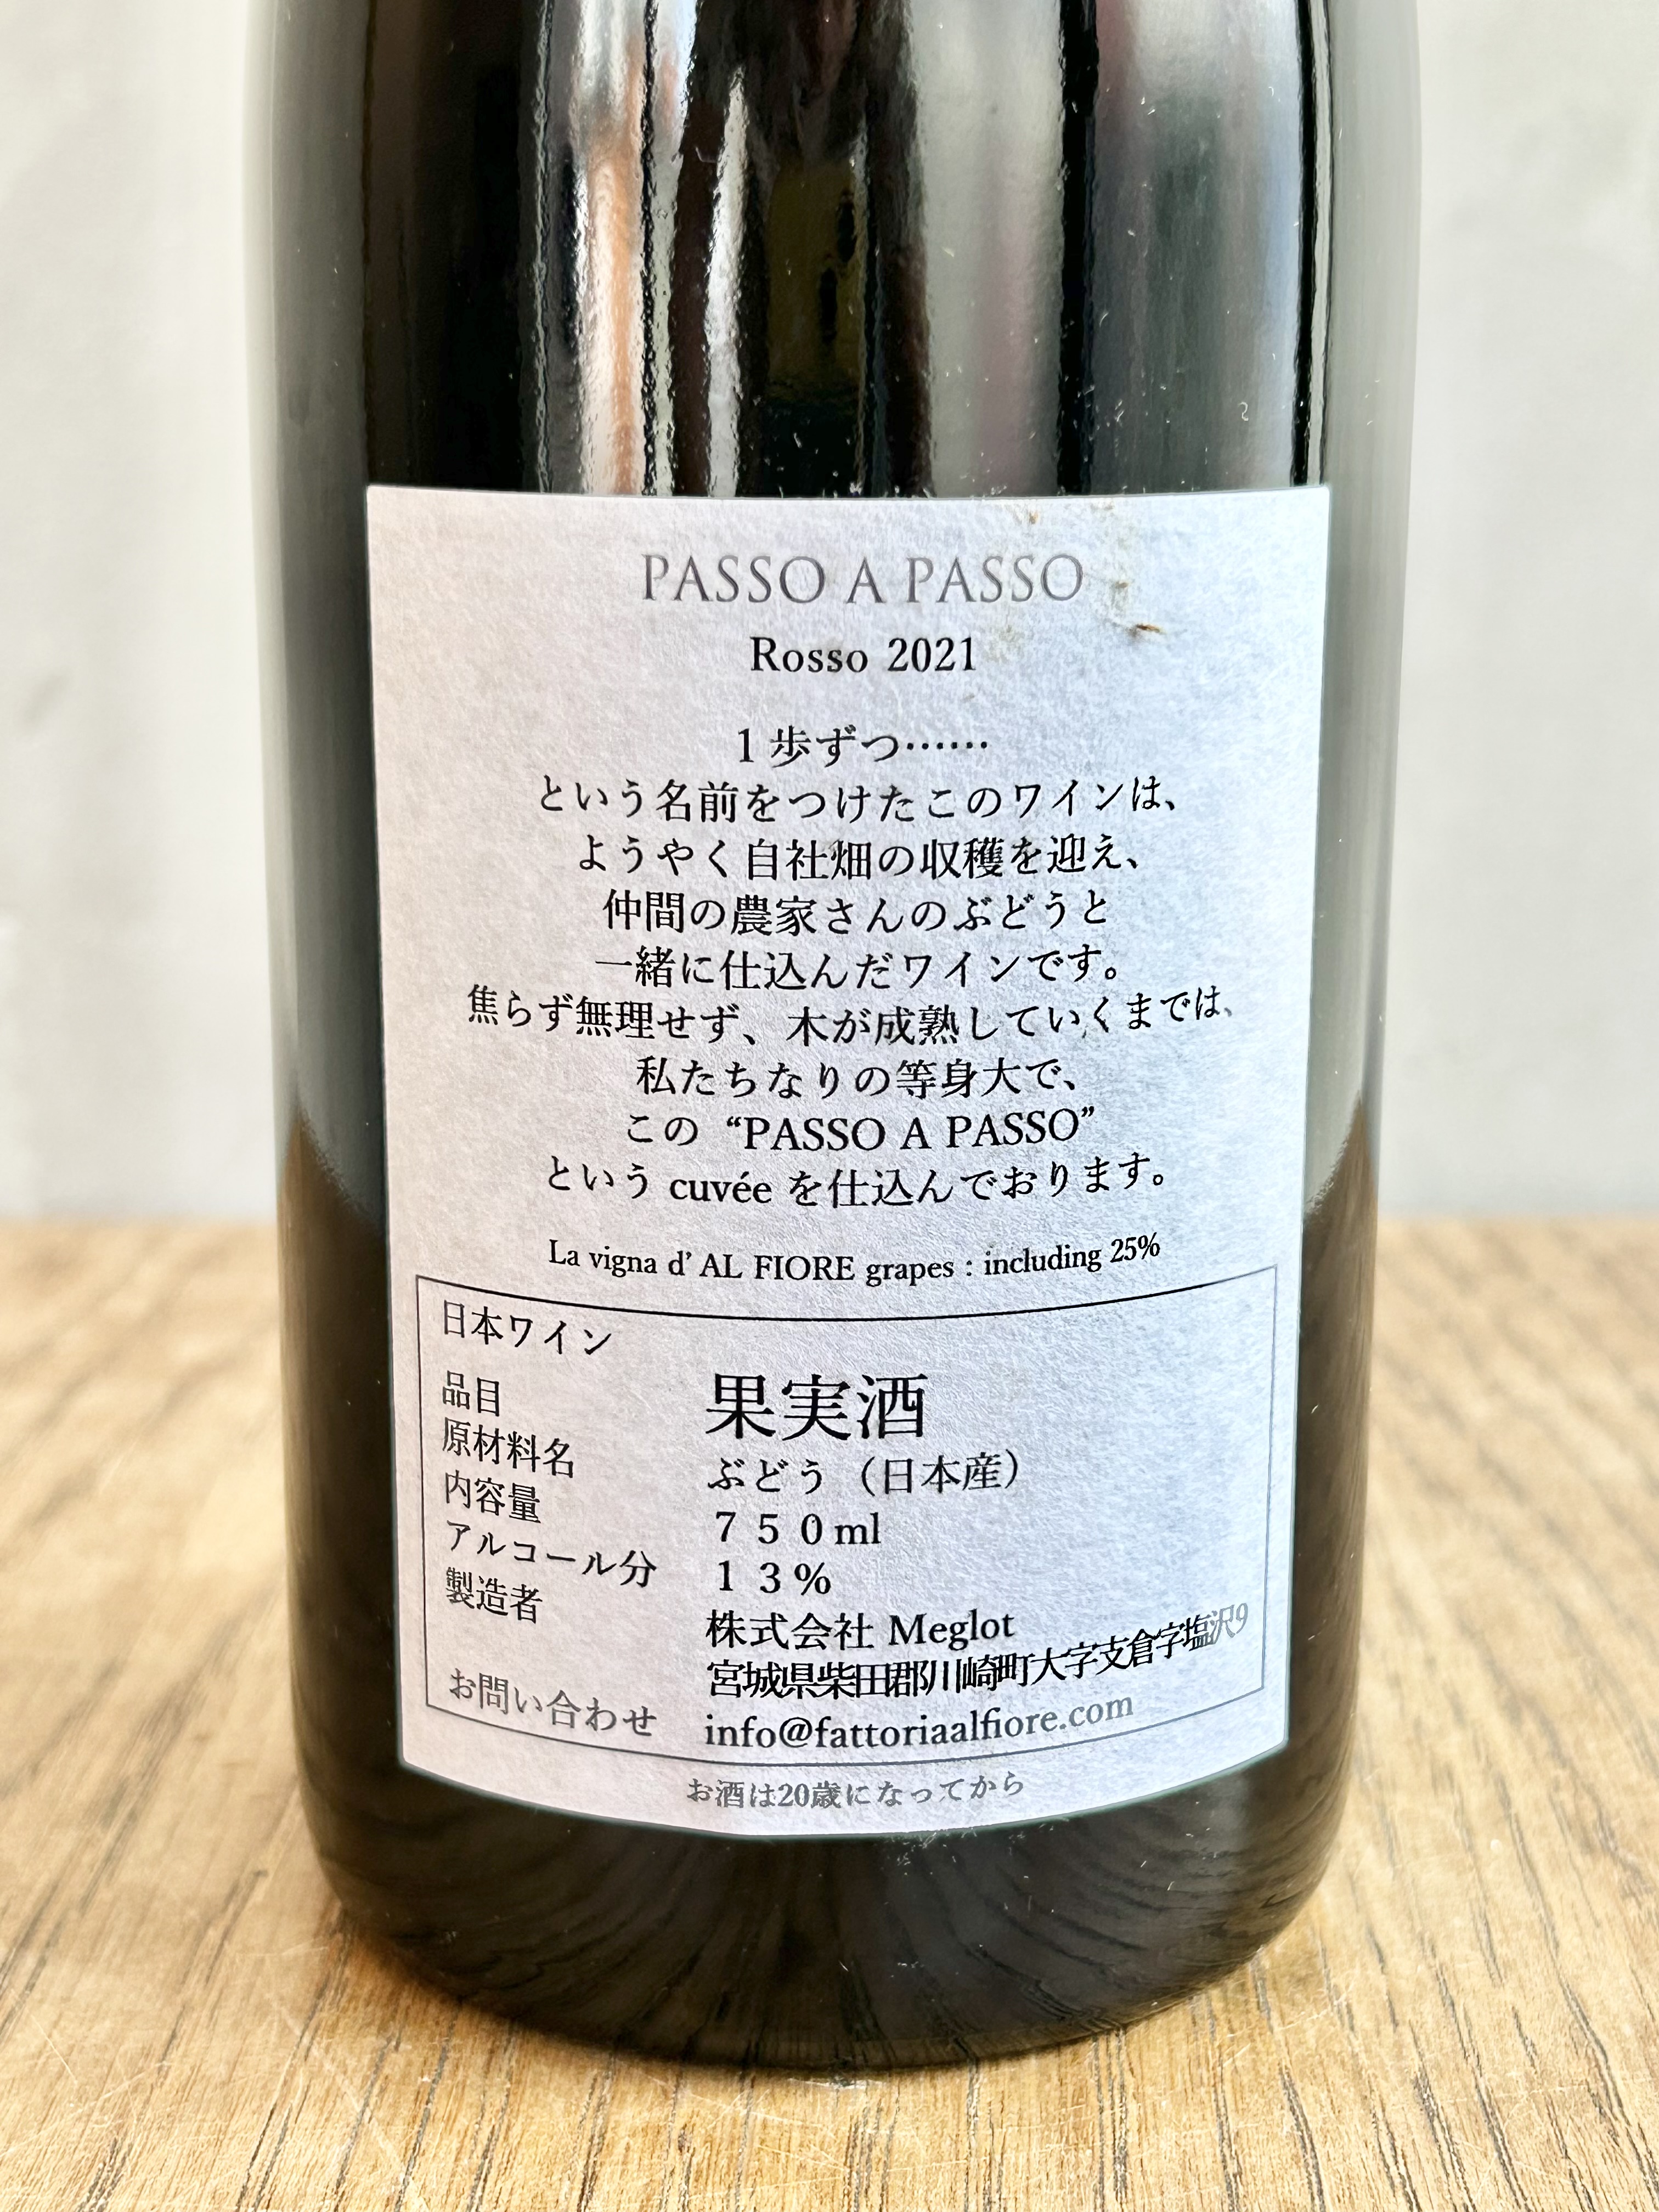 PASSO A PASSO
Rosso 2021
1歩ずつ……
という名前をつけたこのワインは、
ようやく自社畑の収穫を迎え、
仲間の農家さんのぶどうと
一緒に仕込んだワインです。
焦らず無理せず、木が成熟していくまでは、
私たちなりの等身大で、
この“PASSO A PASSO”
という cuvée を仕込んでおります。
La vigna d’ AL FIORE grapes : including 25%
日本ワイン
品目 果実酒
原材料名 ぶどう（日本産）
内容量 ７５０ml
アルコール分 １３%
製造者 株式会社 Meglot
宮城県柴田郡川崎町大字支倉字塩沢9
お問い合わせ info@fattoriaalfiore.com
お酒は20歳になってから